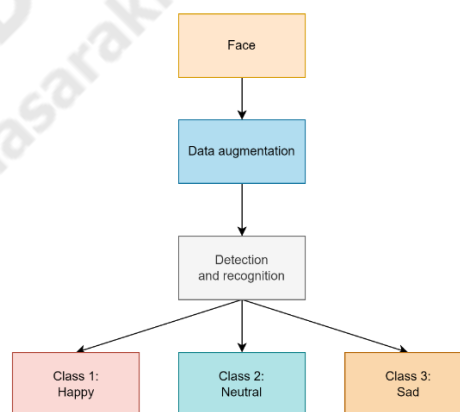 Face
Data augmentation
Detection
and recognition
Class 1:
Happy
Class 2:
Neutral
Class 3:
Sad